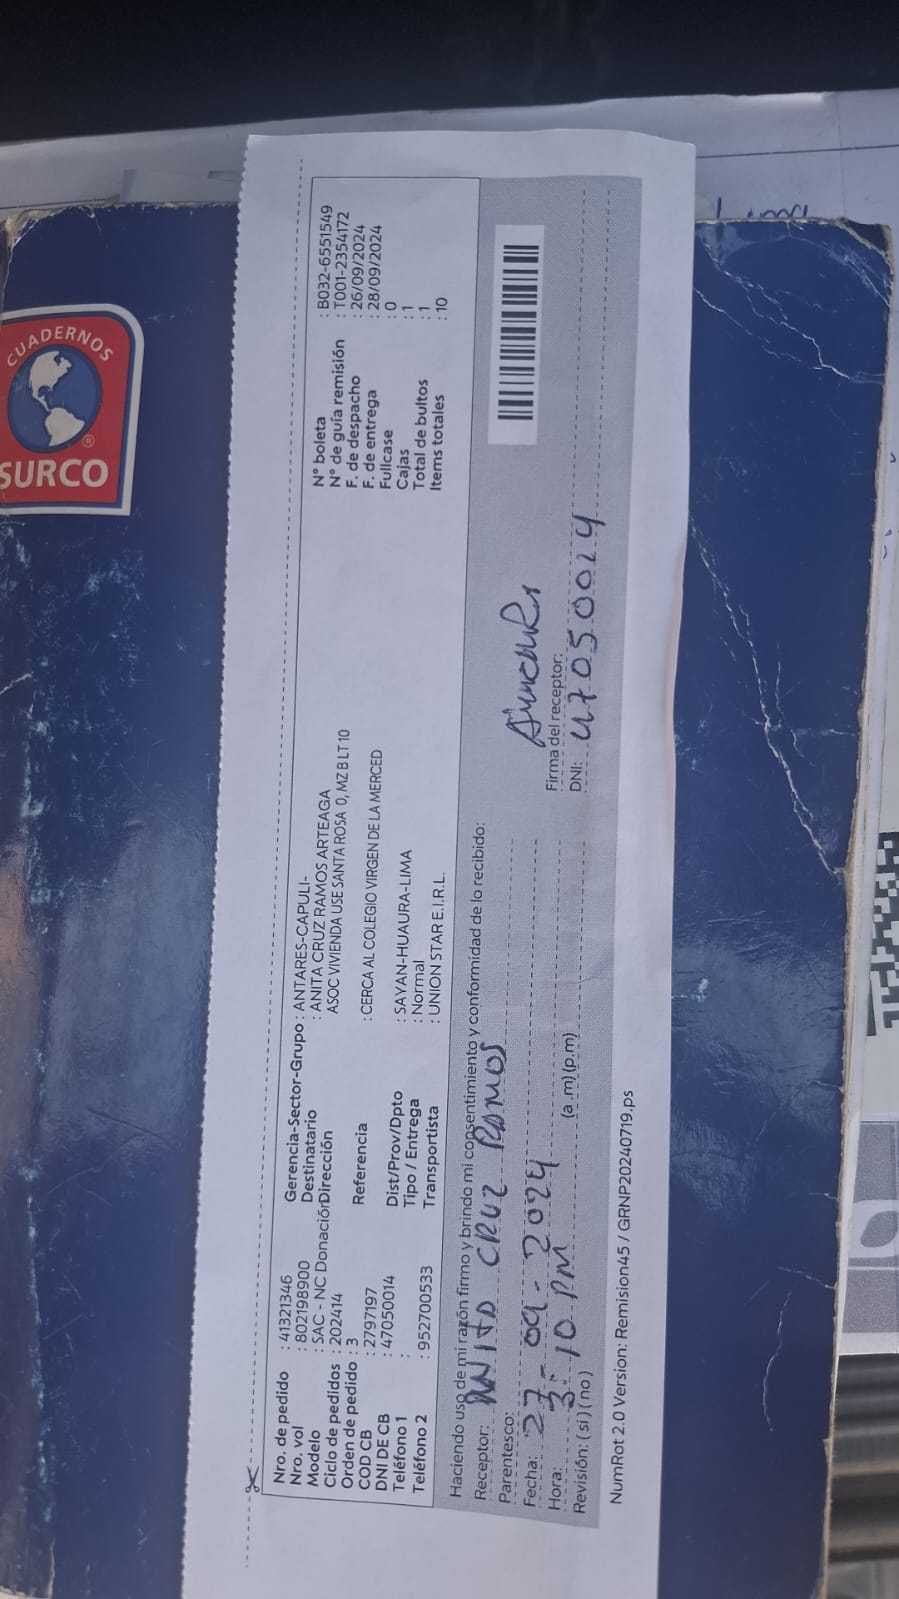 CUADERNOS
SURCO
®
Nro. de pedido : 41321346
Nro. vol : 802198900
Modelo : SAC - NC Donación
Ciclo de pedidos : 202414
Orden de pedido : 3
COD CB : 2797197
DNI DE CB : 47050014
Teléfono 1 :
Teléfono 2 : 952700533
Gerencia-Sector-Grupo : ANTARES-CAPULI-
Destinatario : ANITA CRUZ RAMOS ARTEAGA
Dirección ASOC VIVIENDA USE SANTA ROSA 0, MZ B LT 10
Referencia : CERCA AL COLEGIO VIRGEN DE LA MERCED
Dist/Prov/Dpto : SAYAN-HUAURA-LIMA
Tipo / Entrega : Normal
Transportista : UNION STAR E.I.R.L.
N° boleta : B032-6551549
N° de guía remisión : T001-2354172
F. de despacho : 26/09/2024
F. de entrega : 28/09/2024
Fullcase : 0
Cajas : 1
Total de bultos : 1
Items totales : 10
Haciendo uso de mi razón firmo y brindo mi consentimiento y conformidad de lo recibido:
Receptor: ANITA CRUZ RAMOS
Parentesco:
Fecha: 27-09-2024
Hora: 3:10 PM (a .m) (p.m)
Revisión: ( si ) ( no )
Firma del receptor:
DNI: 47050024
NumRot 2.0 Version: Remision45 / GRNP20240719.ps